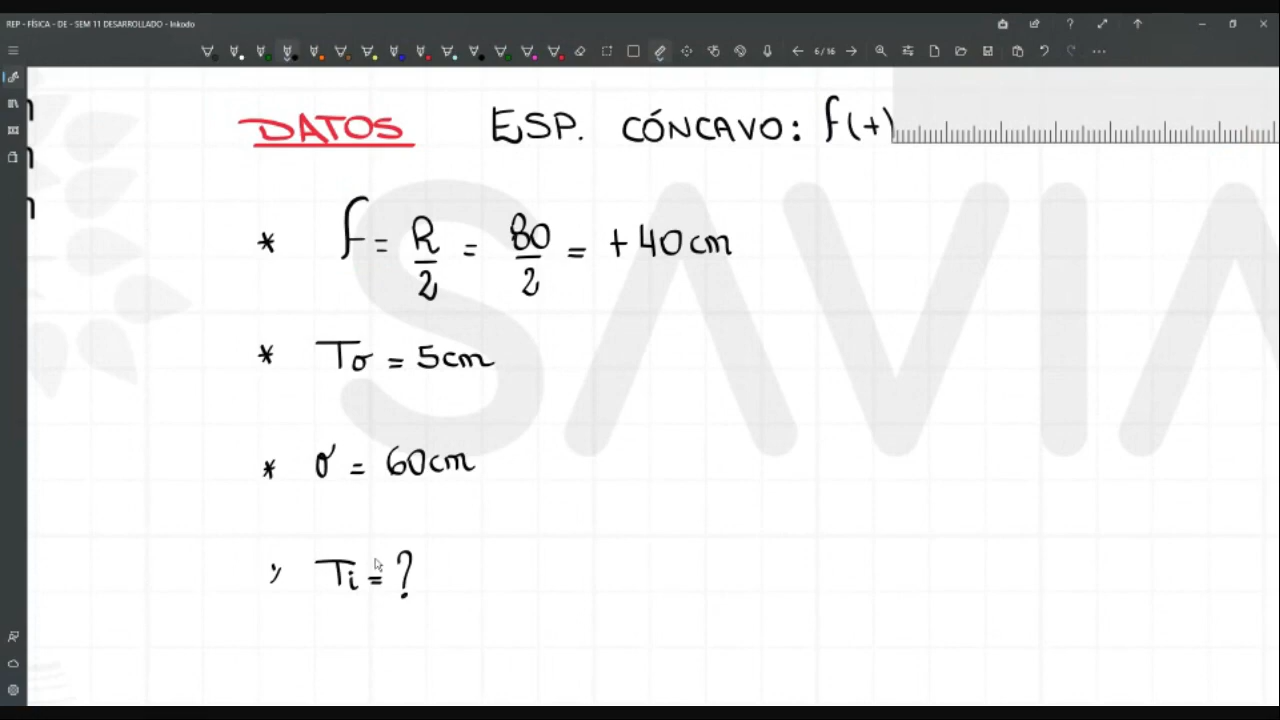 REP - FÍSICA - DE - SEM 11 DESARROLLADO - Inkodo
6/16
DATOS ESP. CÓNCAVO: f(+)
* f = R/2 = 80/2 = +40cm
* To = 5cm
* σ = 60cm
* Ti = ?
SAVIA